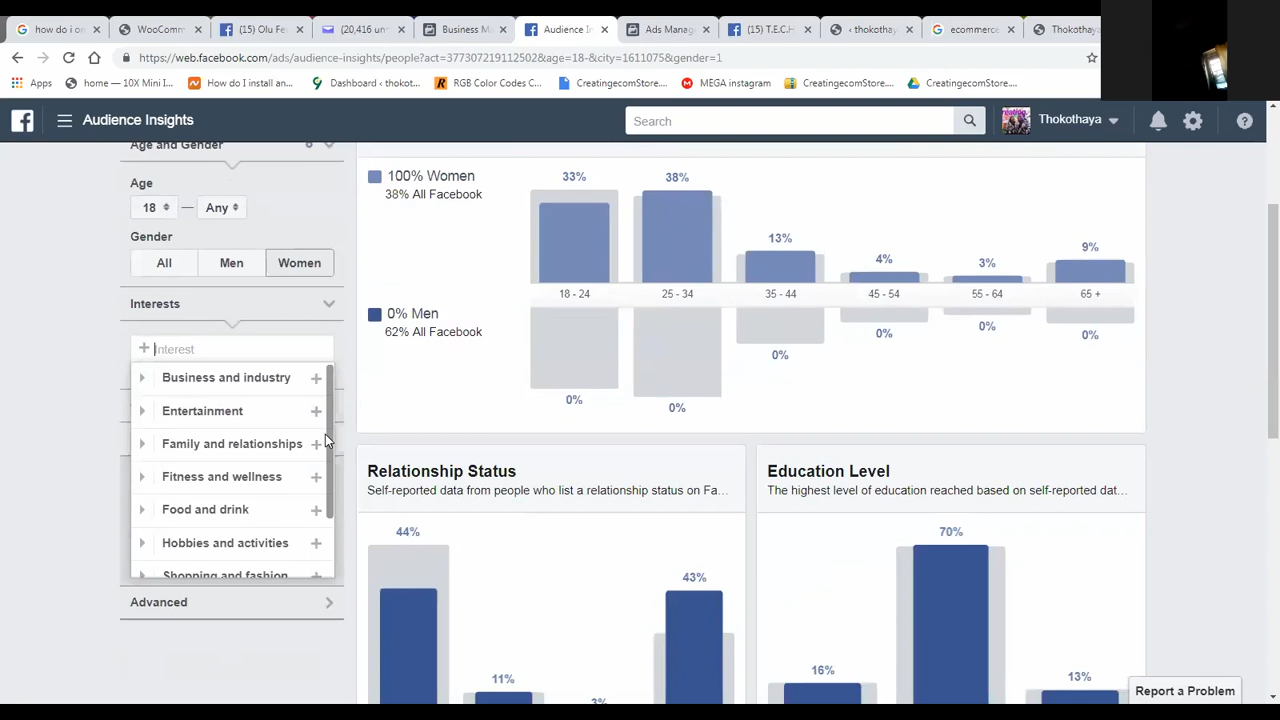 how do i on
WooComm
(15) Olu Fe
(20,416 un
Business M
Audience In
Ads Manag
(15) T.E.C.H
‹ thokothay
ecommerc
Thokothaya
https://web.facebook.com/ads/audience-insights/people?act=377307219112502&age=18-&city=1611075&gender=1
Apps
home — 10X Mini I...
How do I install an...
Dashboard ‹ thokot...
RGB Color Codes C...
CreatingecomStore....
MEGA instagram
CreatingecomStore....
CreatingecomStore....
Audience Insights
Search
Thokothaya
Age and Gender
Age
18 — Any
Gender
All Men Women
Interests
+ Interest
Business and industry
Entertainment
Family and relationships
Fitness and wellness
Food and drink
Hobbies and activities
Shopping and fashion
Advanced
100% Women
38% All Facebook
33% 38% 13% 4% 3% 9%
18 - 24 25 - 34 35 - 44 45 - 54 55 - 64 65 +
0% Men
62% All Facebook
0% 0% 0% 0% 0% 0%
Relationship Status
Self-reported data from people who list a relationship status on Fa...
44% 11% 3% 43%
Education Level
The highest level of education reached based on self-reported dat...
16% 70% 13%
Report a Problem